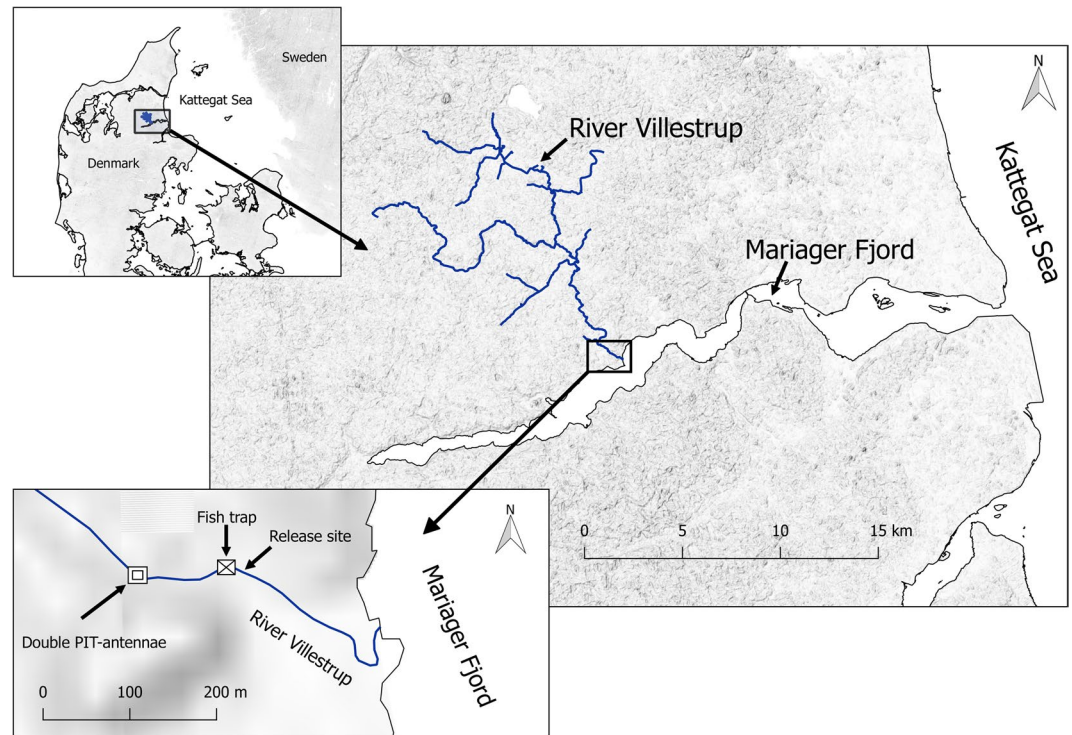 Sweden
Kattegat Sea
Denmark
N
River Villestrup
Kattegat Sea
Mariager Fjord
0 5 10 15 km
N
Fish trap
Release site
Double PIT-antennae
River Villestrup
Mariager Fjord
0 100 200 m